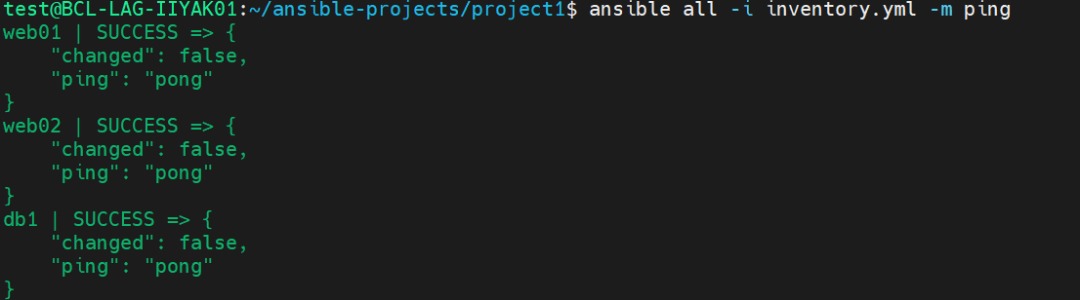 test@BCL-LAG-IIYAK01:~/ansible-projects/project1$ ansible all -i inventory.yml -m ping
web01 | SUCCESS => {
    "changed": false,
    "ping": "pong"
}
web02 | SUCCESS => {
    "changed": false,
    "ping": "pong"
}
db1 | SUCCESS => {
    "changed": false,
    "ping": "pong"
}